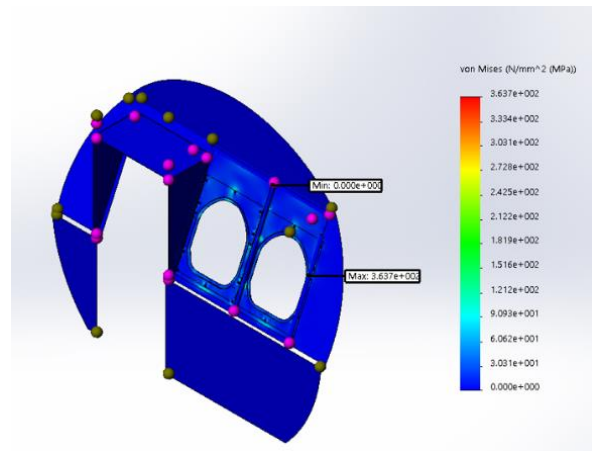 von Mises (N/mm^2 (MPa))
3.637e+002
3.334e+002
3.031e+002
2.728e+002
2.425e+002
2.122e+002
1.819e+002
1.516e+002
1.212e+002
9.093e+001
6.062e+001
3.031e+001
0.000e+000
Min: 0.000e+000
Max: 3.637e+002